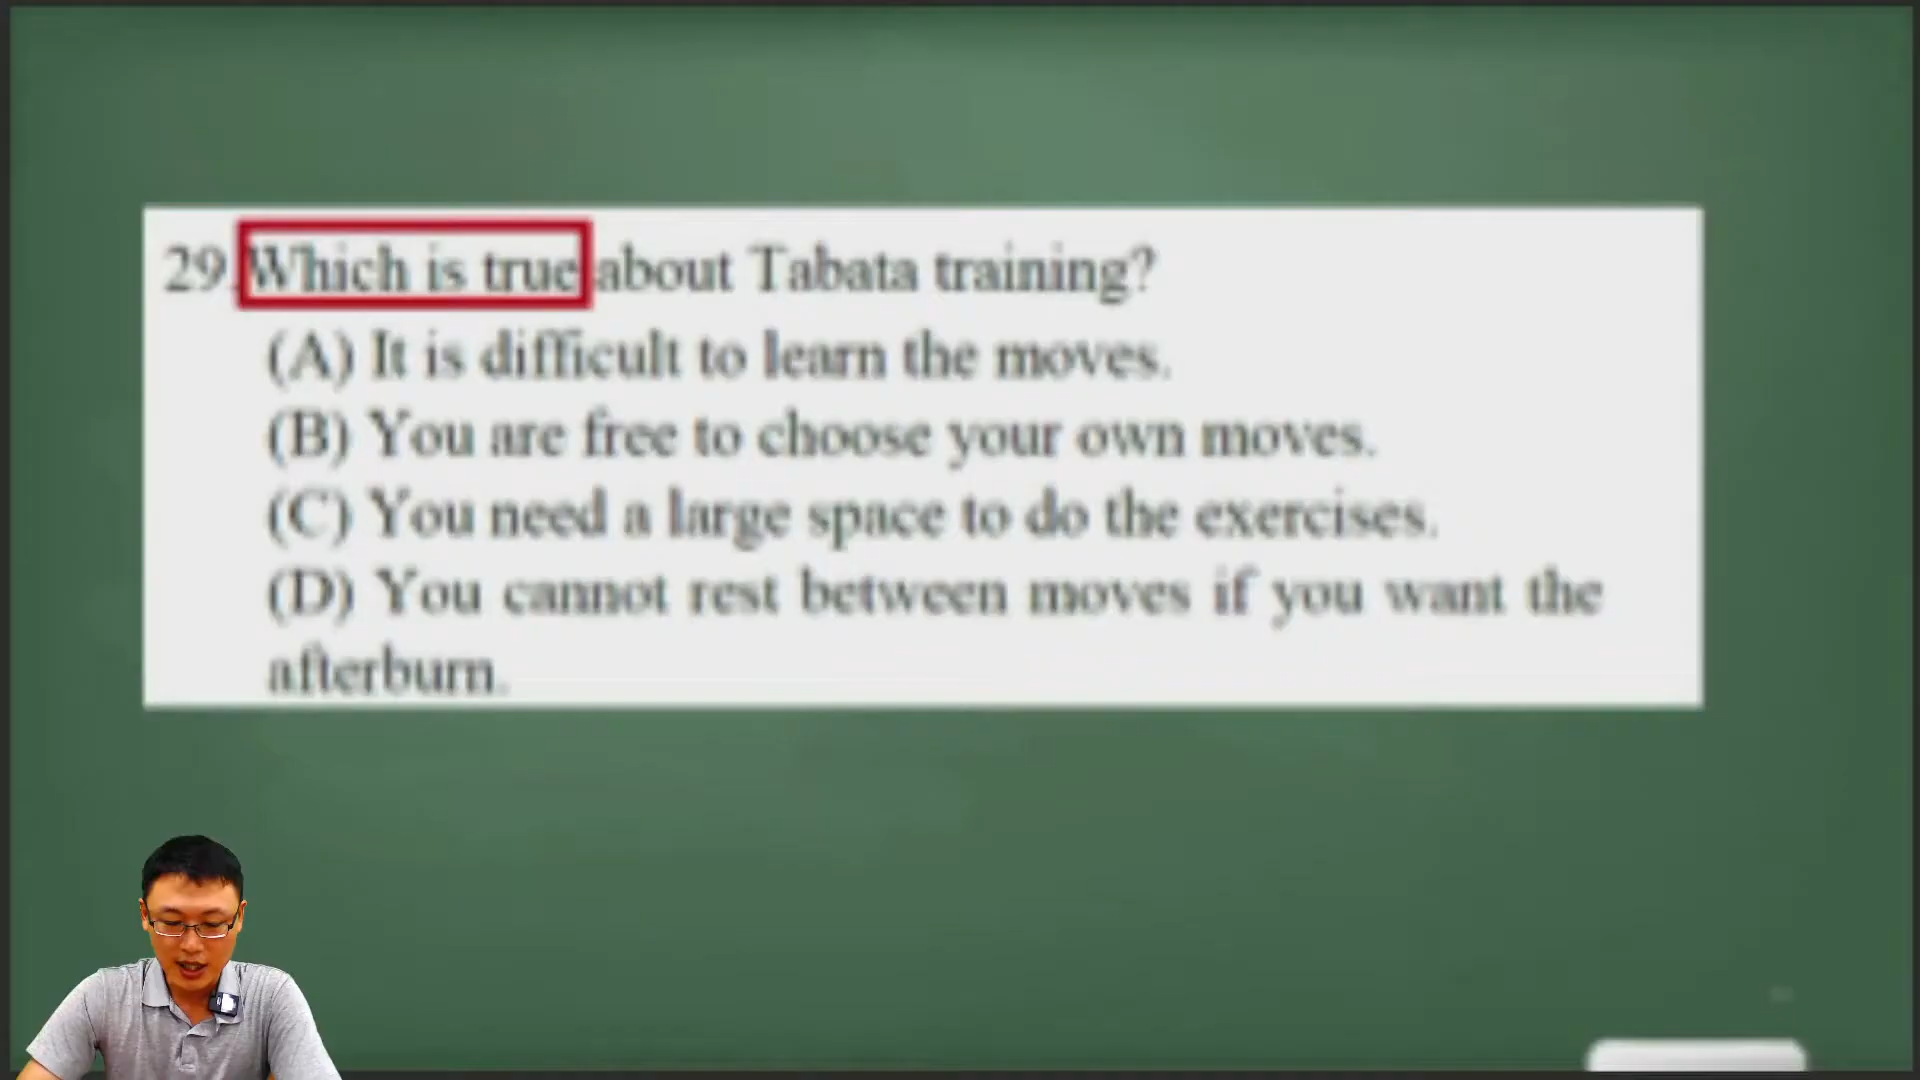 29. Which is true about Tabata training?
(A) It is difficult to learn the moves.
(B) You are free to choose your own moves.
(C) You need a large space to do the exercises.
(D) You cannot rest between moves if you want the
afterburn.